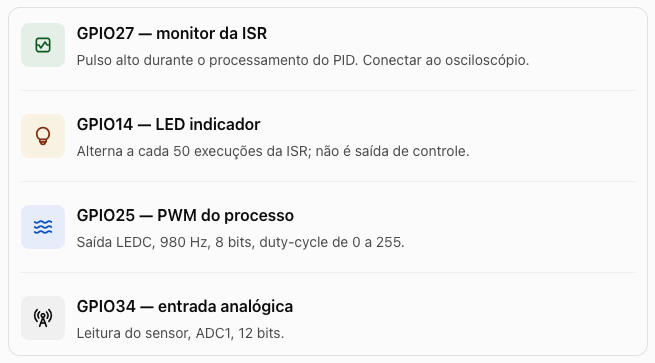 GPIO27 — monitor da ISR
Pulso alto durante o processamento do PID. Conectar ao osciloscópio.
GPIO14 — LED indicador
Alterna a cada 50 execuções da ISR; não é saída de controle.
GPIO25 — PWM do processo
Saída LEDC, 980 Hz, 8 bits, duty-cycle de 0 a 255.
GPIO34 — entrada analógica
Leitura do sensor, ADC1, 12 bits.